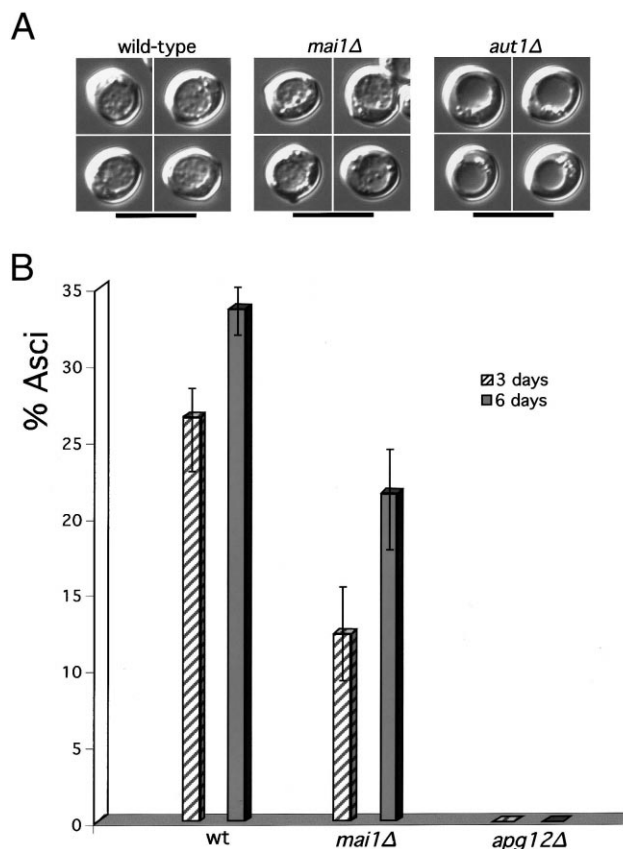 A
wild-type mai1Δ aut1Δ
B
% Asci
35
30
25
20
15
10
5
0
3 days
6 days
wt mai1Δ apg12Δ